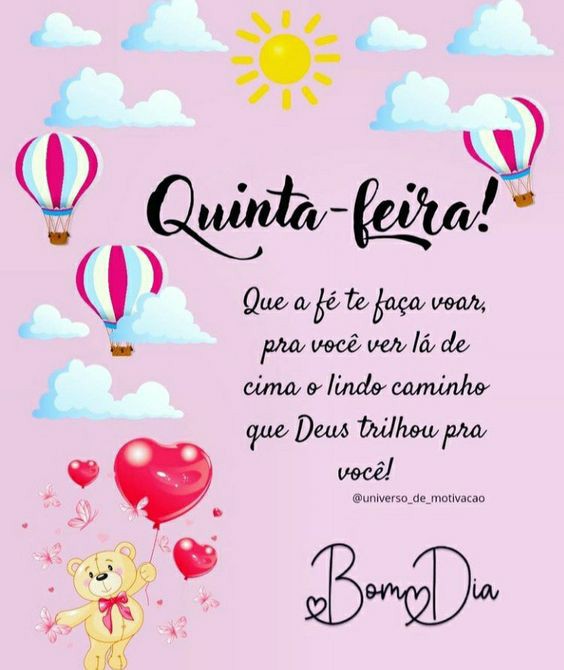 Quinta-feira!
Que a fé te faça voar,
pra você ver lá de
cima o lindo caminho
que Deus trilhou pra
você!
@universo_de_motivacao
Bom Dia